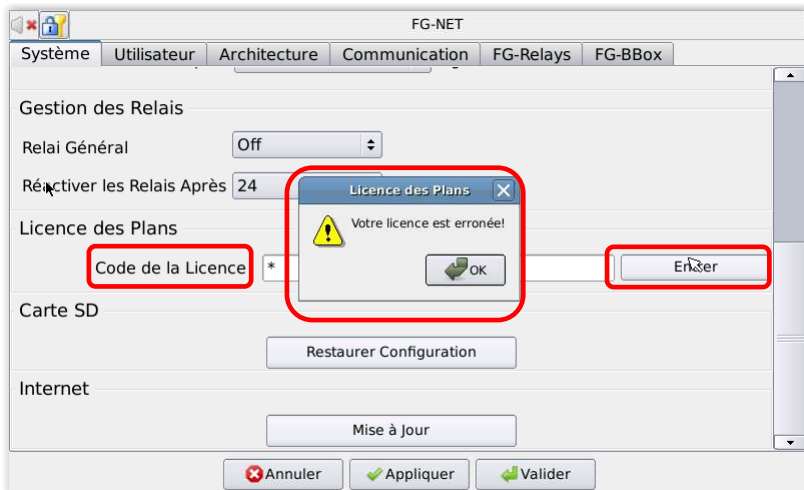 FG-NET
Système Utilisateur Architecture Communication FG-Relays FG-BBox
Gestion des Relais
Relai Général Off
Réactiver les Relais Après 24
Licence des Plans
Votre licence est erronée!
OK
Licence des Plans
Code de la Licence * Entrer
Carte SD
Restaurer Configuration
Internet
Mise à Jour
Annuler Appliquer Valider